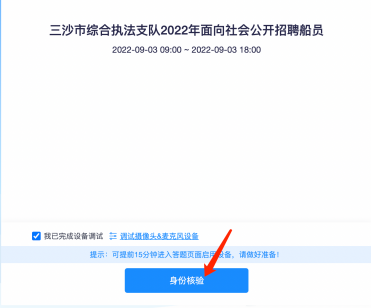 三沙市综合执法支队2022年面向社会公开招聘船员
2022-09-03 09:00 ~ 2022-09-03 18:00
我已完成设备调试 调试摄像头&麦克风设备
提示：可提前15分钟进入答题页面启用设备，请做好准备！
身份核验